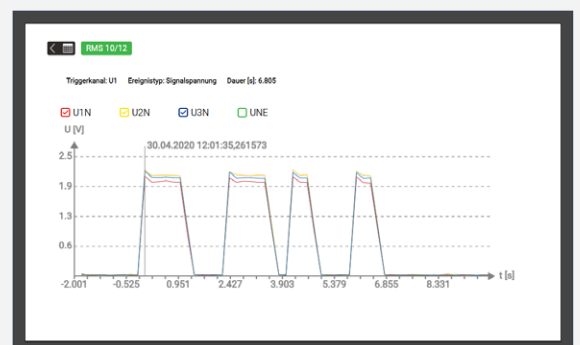 RMS 10/12
Triggerkanal: U1 Ereignistyp: Signalspannung Dauer [s]: 6.805
U1N U2N U3N UNE
U [V]
30.04.2020 12:01:35,261573
2.5
1.9
1.3
0.6
-2.001 -0.525 0.951 2.427 3.903 5.379 6.855 8.331 t [s]